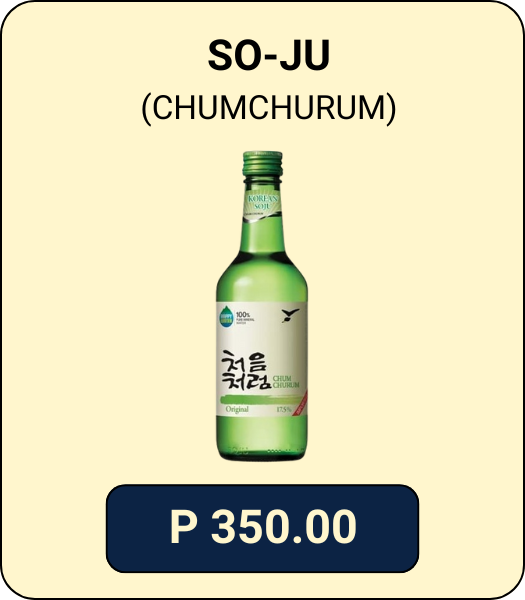 SO-JU
(CHUMCHURUM)
KOREAN
SOJU
100%
처음
처럼
CHUM
CHURUM
Original
17.5%
P 350.00